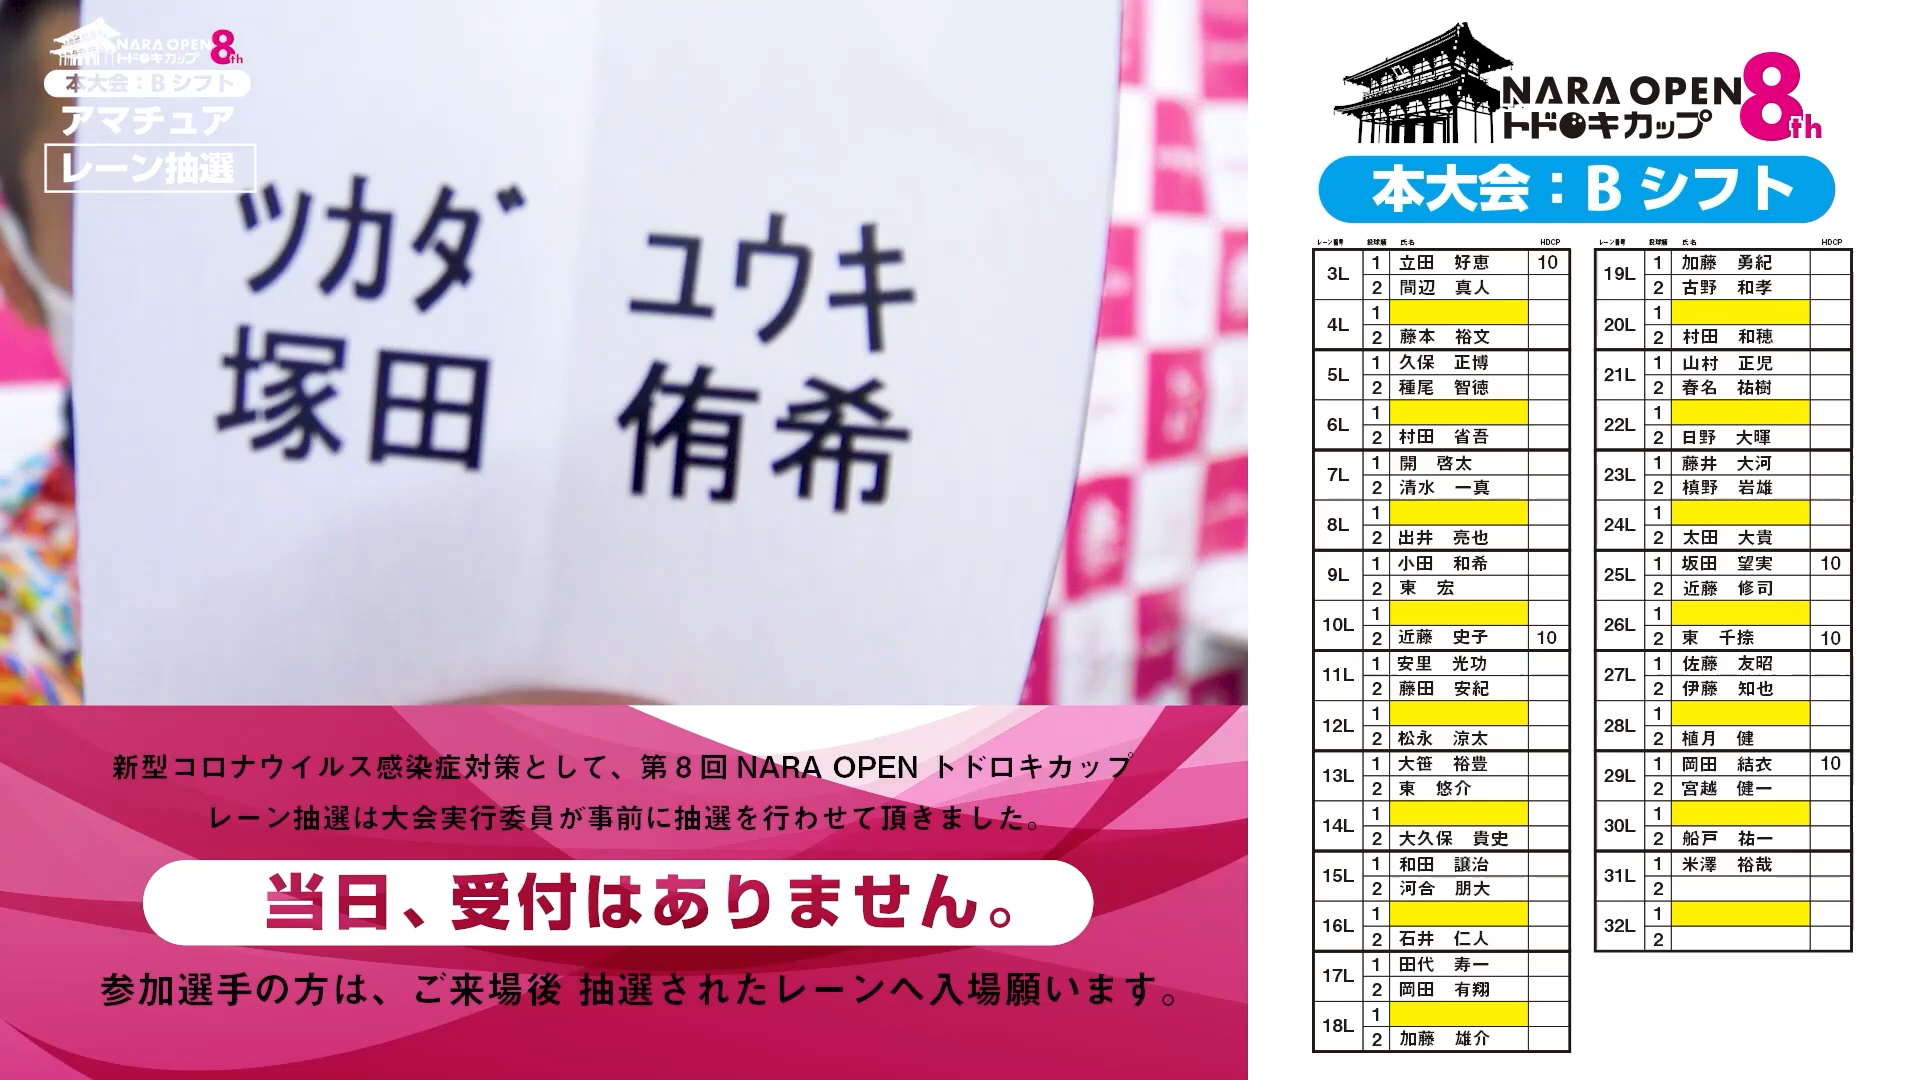 NARA OPEN 8th
トドロキカップ
本大会：B シフト
アマチュア
レーン抽選
ツカダ ユウキ
塚田 侑希
新型コロナウイルス感染症対策として、第８回 NARA OPEN トドロキカップ
レーン抽選は大会実行委員が事前に抽選を行わせて頂きました。
当日、受付はありません。
参加選手の方は、ご来場後 抽選されたレーンへ入場願います。
NARA OPEN 8th
トドロキカップ
本大会：B シフト
レーン番号 投球順 氏名 HDCP
3L 1 立田 好恵 10
2 間辺 真人
4L 1
2 藤本 裕文
5L 1 久保 正博
2 種尾 智徳
6L 1
2 村田 省吾
7L 1 開 啓太
2 清水 一真
8L 1
2 出井 亮也
9L 1 小田 和希
2 東 宏
10L 1
2 近藤 史子 10
11L 1 安里 光功
2 藤田 安紀
12L 1
2 松永 涼太
13L 1 大笹 裕豊
2 東 悠介
14L 1
2 大久保 貴史
15L 1 和田 譲治
2 河合 朋大
16L 1
2 石井 仁人
17L 1 田代 寿一
2 岡田 有翔
18L 1
2 加藤 雄介
レーン番号 投球順 氏名 HDCP
19L 1 加藤 勇紀
2 古野 和孝
20L 1
2 村田 和穂
21L 1 山村 正児
2 春名 祐樹
22L 1
2 日野 大暉
23L 1 藤井 大河
2 槙野 岩雄
24L 1
2 太田 大貴
25L 1 坂田 望実 10
2 近藤 修司
26L 1
2 東 千捺 10
27L 1 佐藤 友昭
2 伊藤 知也
28L 1
2 植月 健
29L 1 岡田 結衣 10
2 宮越 健一
30L 1
2 船戸 祐一
31L 1 米澤 裕哉
2
32L 1
2